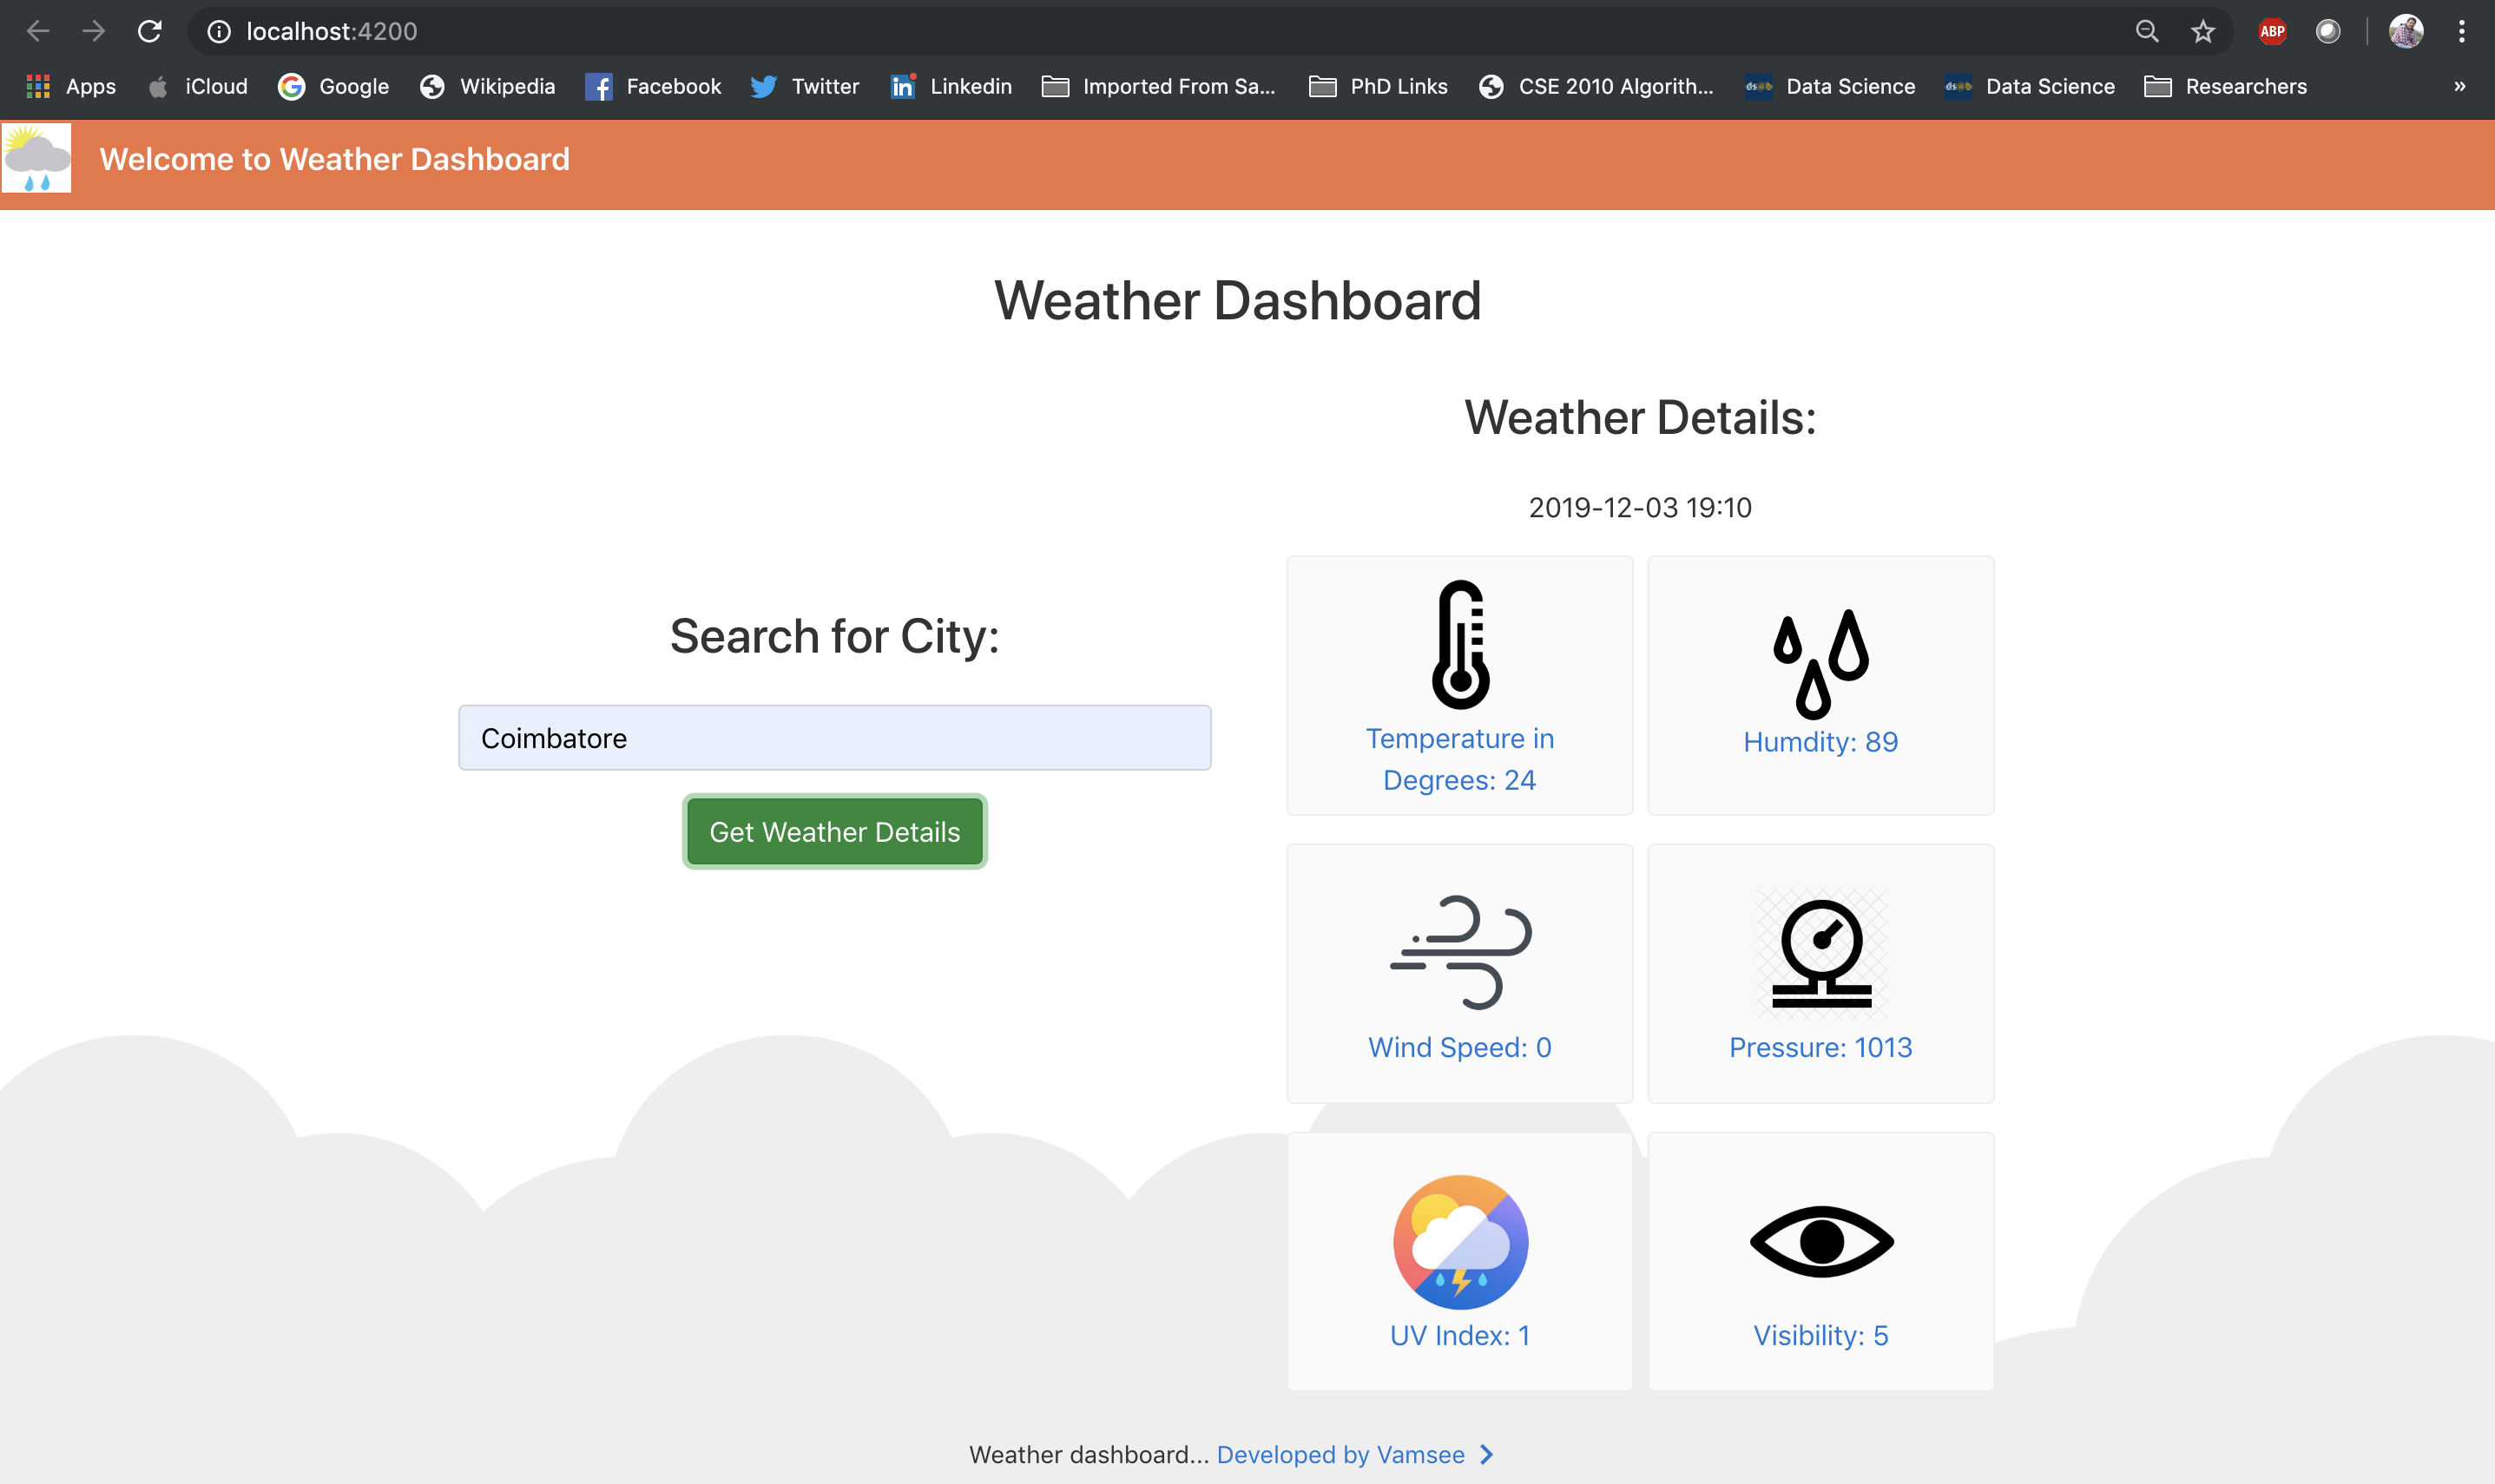 localhost:4200
ABP
Apps iCloud Google Wikipedia Facebook Twitter Linkedin Imported From Sa... PhD Links CSE 2010 Algorith... Data Science Data Science Researchers »
Welcome to Weather Dashboard
Weather Dashboard
Weather Details:
2019-12-03 19:10
Search for City:
Coimbatore
Get Weather Details
Temperature in
Degrees: 24
Humdity: 89
Wind Speed: 0
Pressure: 1013
UV Index: 1
Visibility: 5
Weather dashboard... Developed by Vamsee